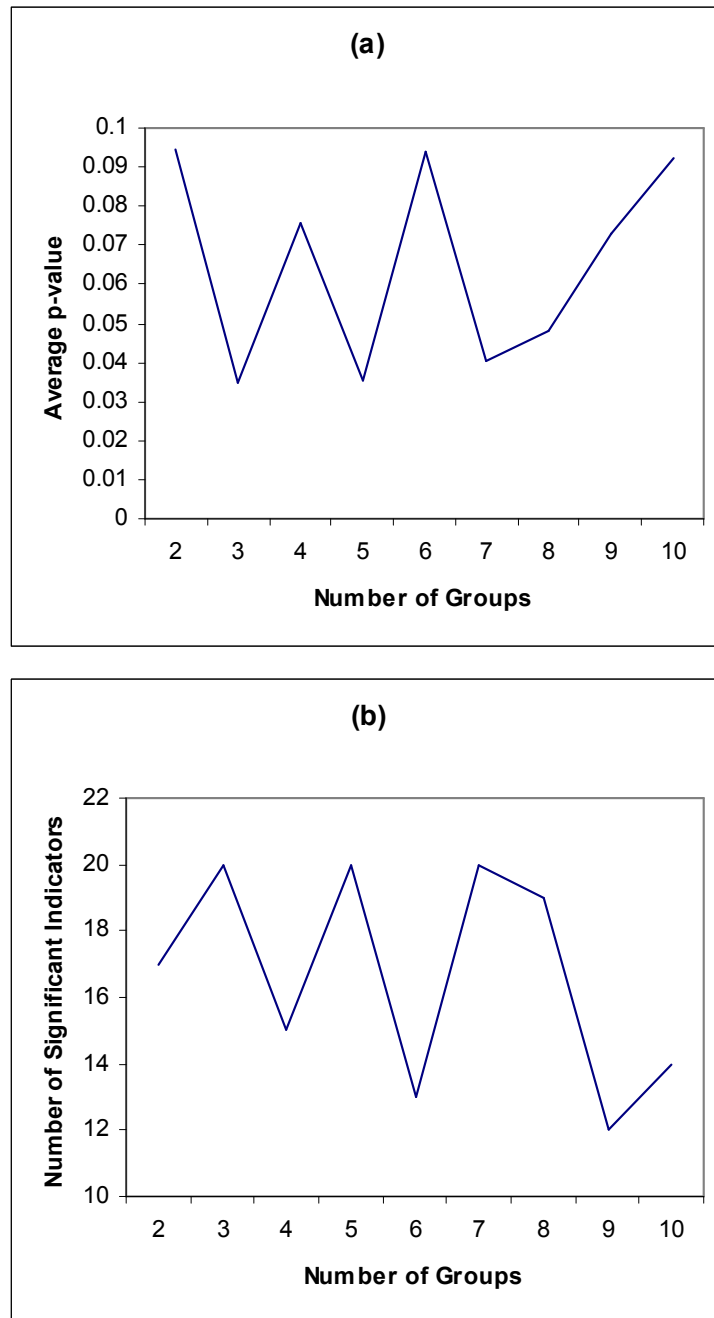 (a)
Average p-value
0.1
0.09
0.08
0.07
0.06
0.05
0.04
0.03
0.02
0.01
0
2 3 4 5 6 7 8 9 10
Number of Groups
(b)
Number of Significant Indicators
22
20
18
16
14
12
10
2 3 4 5 6 7 8 9 10
Number of Groups